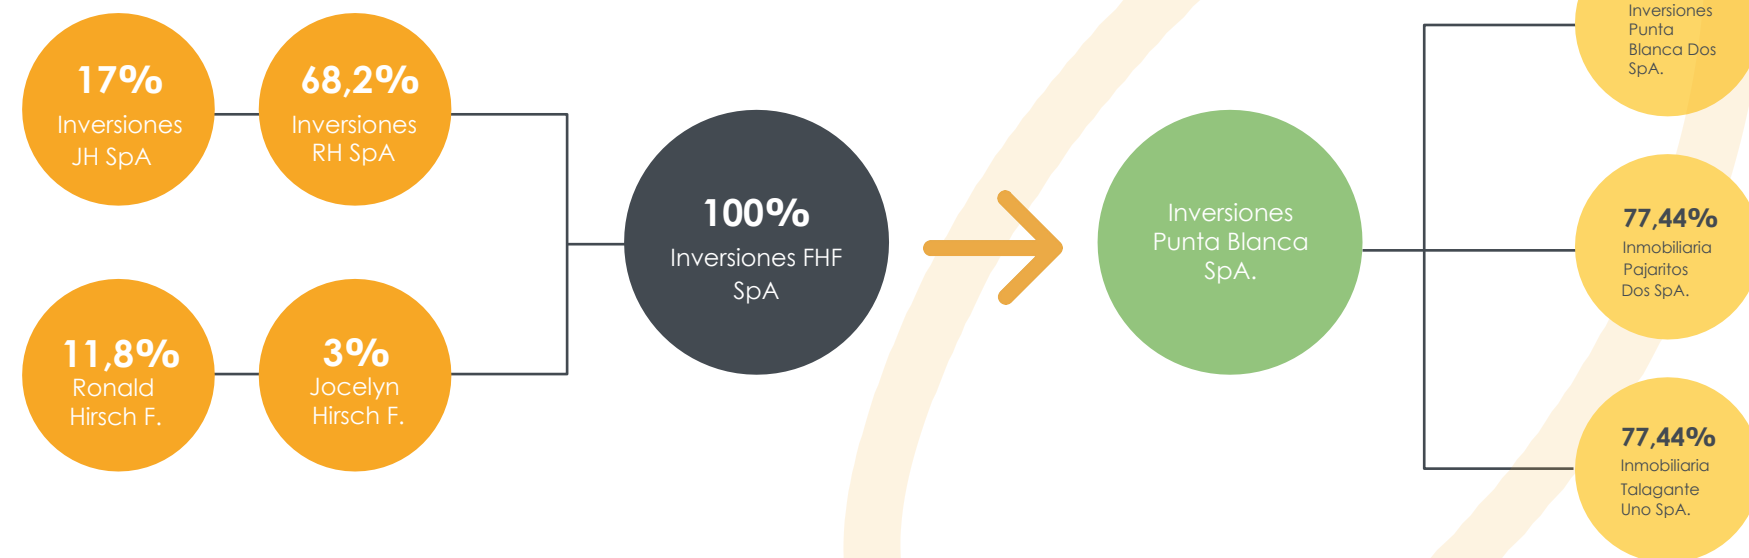 17%
Inversiones
JH SpA
68,2%
Inversiones
RH SpA
11,8%
Ronald
Hirsch F.
3%
Jocelyn
Hirsch F.
100%
Inversiones FHF
SpA
Inversiones
Punta Blanca
SpA.
Inversiones
Punta
Blanca Dos
SpA.
77,44%
Inmobiliaria
Pajaritos
Dos SpA.
77,44%
Inmobiliaria
Talagante
Uno SpA.